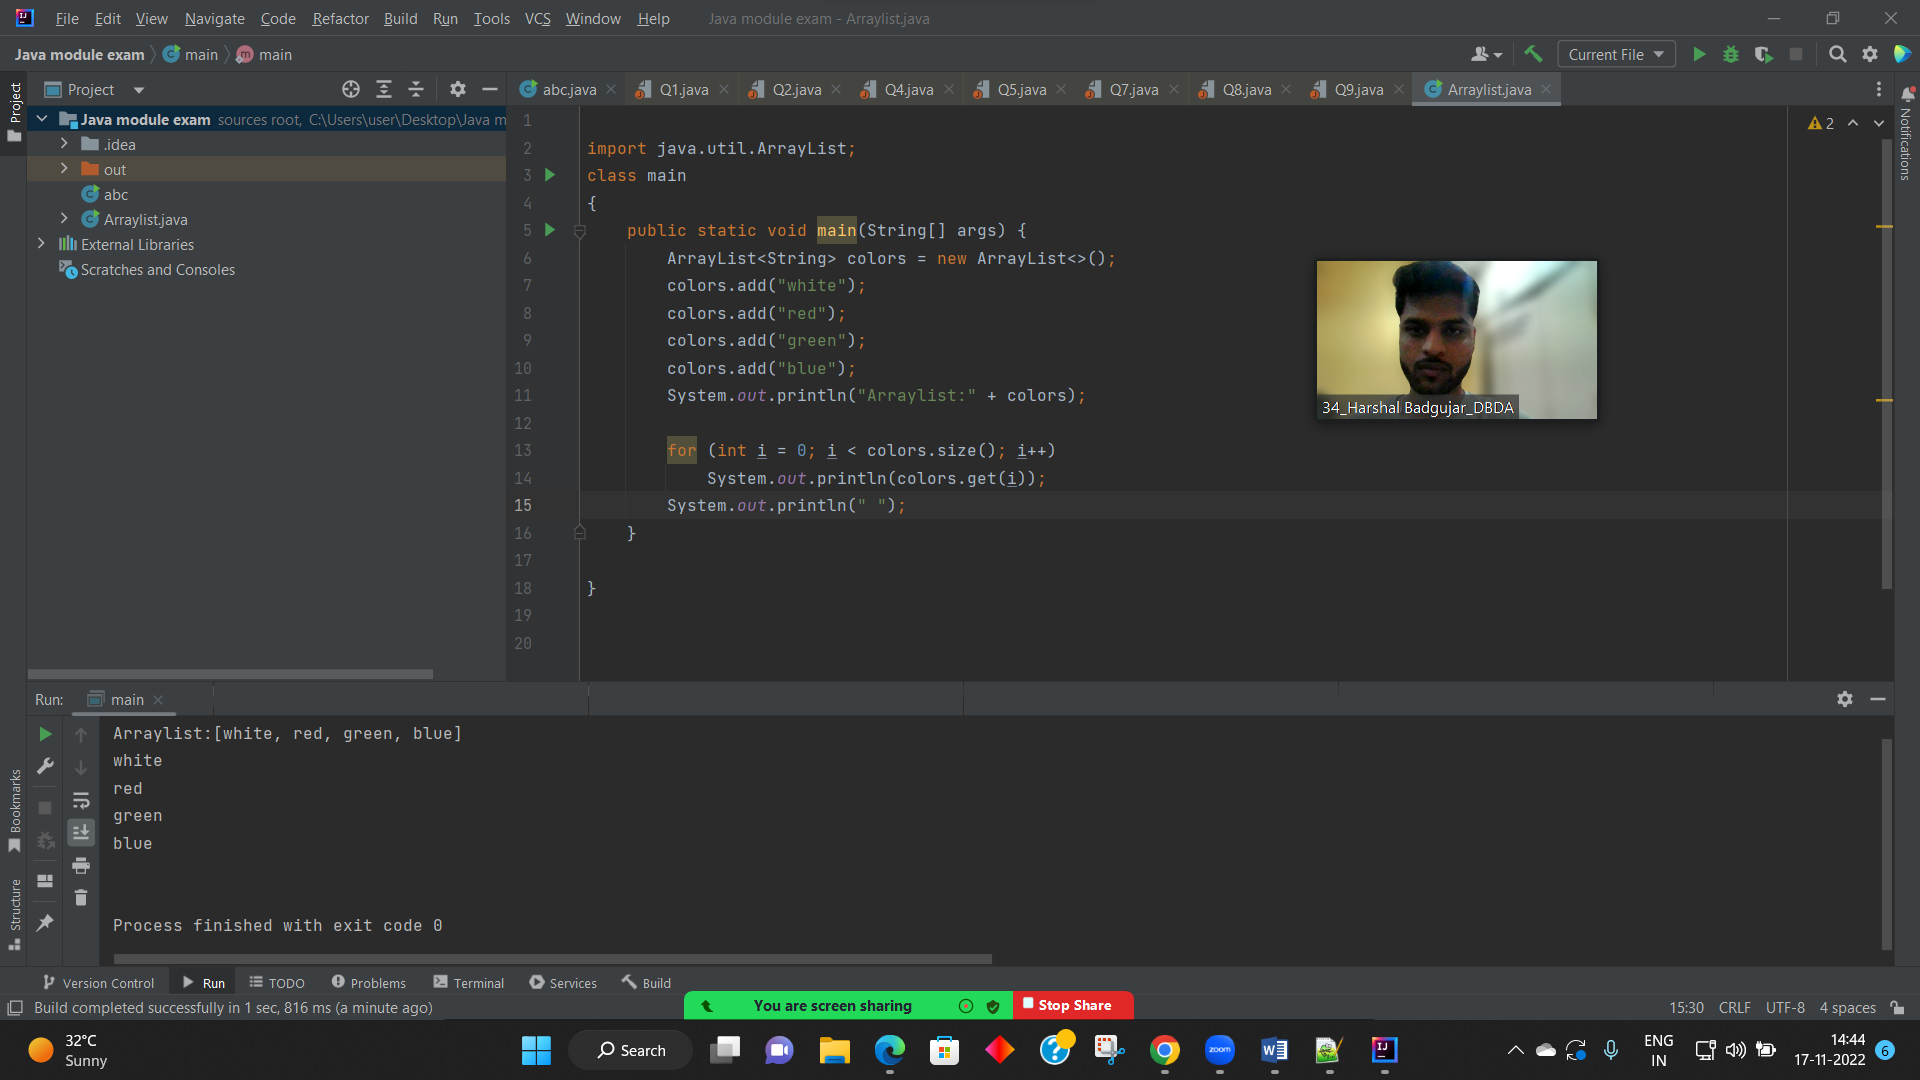 File Edit View Navigate Code Refactor Build Run Tools VCS Window Help Java module exam - Arraylist.java
Java module exam main main Current File
Project abc.java Q1.java Q2.java Q4.java Q5.java Q7.java Q8.java Q9.java Arraylist.java
Project
Notifications
Java module exam sources root, C:\Users\user\Desktop\Java m
.idea
out
abc
Arraylist.java
External Libraries
Scratches and Consoles
2
1
2 import java.util.ArrayList;
3 class main
4 {
5 public static void main(String[] args) {
6 ArrayList<String> colors = new ArrayList<>();
7 colors.add("white");
8 colors.add("red");
9 colors.add("green");
10 colors.add("blue");
11 System.out.println("Arraylist:" + colors);
12
13 for (int i = 0; i < colors.size(); i++)
14 System.out.println(colors.get(i));
15 System.out.println(" ");
16 }
17
18 }
19
20
34_Harshal Badgujar_DBDA
Run: main
Arraylist:[white, red, green, blue]
white
red
green
blue
Process finished with exit code 0
Bookmarks
Structure
Version Control Run TODO Problems Terminal Services Build
Build completed successfully in 1 sec, 816 ms (a minute ago) You are screen sharing Stop Share 15:30 CRLF UTF-8 4 spaces
32°C
Sunny
Search
zoom
ENG
IN
14:44
17-11-2022
6